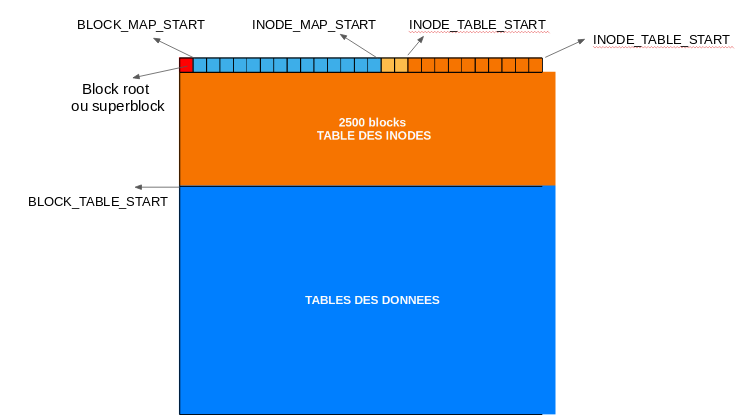 BLOCK_MAP_START
INODE_MAP_START
INODE_TABLE_START
INODE_TABLE_START
Block root
ou superblock
2500 blocks
TABLE DES INODES
BLOCK_TABLE_START
TABLES DES DONNEES